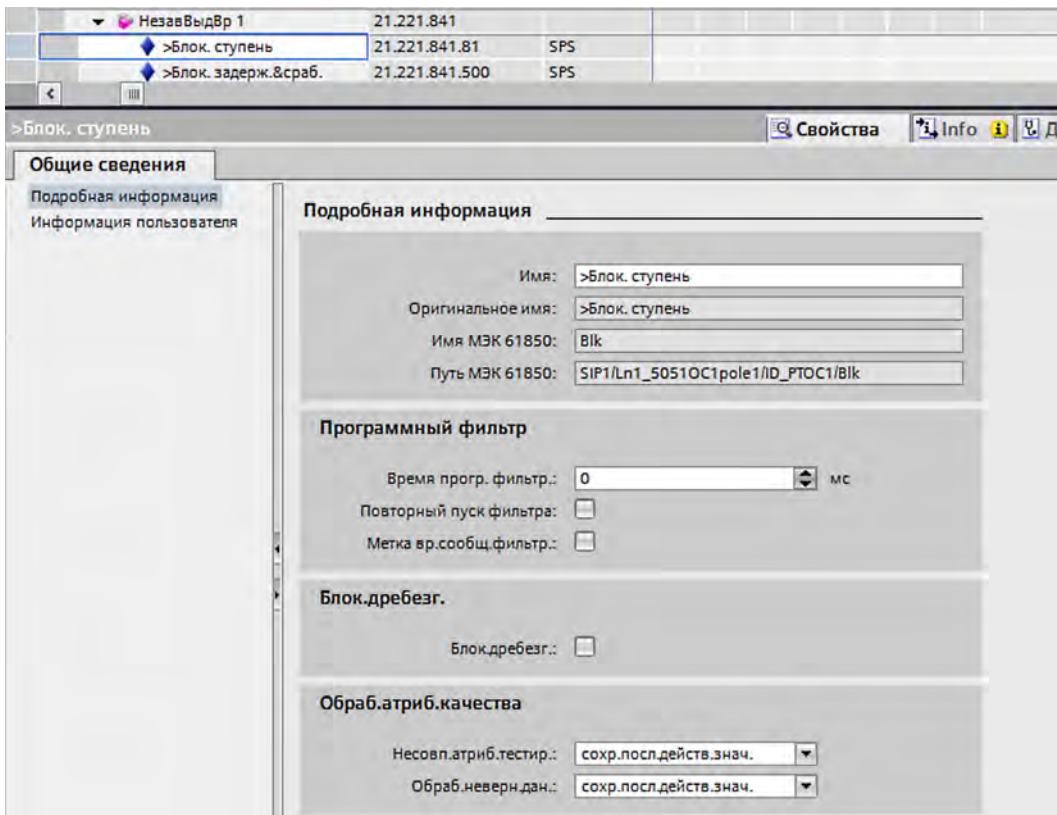 НезавВыдВр 1 21.221.841
>Блок. ступень 21.221.841.81 SPS
>Блок. задерж.&сраб. 21.221.841.500 SPS
>Блок. ступень Свойства Info Д
Общие сведения
Подробная информация
Информация пользователя
Подробная информация
Имя: >Блок. ступень
Оригинальное имя: >Блок. ступень
Имя МЭК 61850: Blk
Путь МЭК 61850: SIP1/Ln1_5051OC1pole1/ID_PTOC1/Blk
Программный фильтр
Время прогр. фильтр.: 0 мс
Повторный пуск фильтра:
Метка вр.сообщ.фильтр.:
Блок.дребезг.
Блок.дребезг.:
Обраб.атриб.качества
Несовп.атриб.тестир.: сохр.посл.действ.знач.
Обраб.неверн.дан.: сохр.посл.действ.знач.